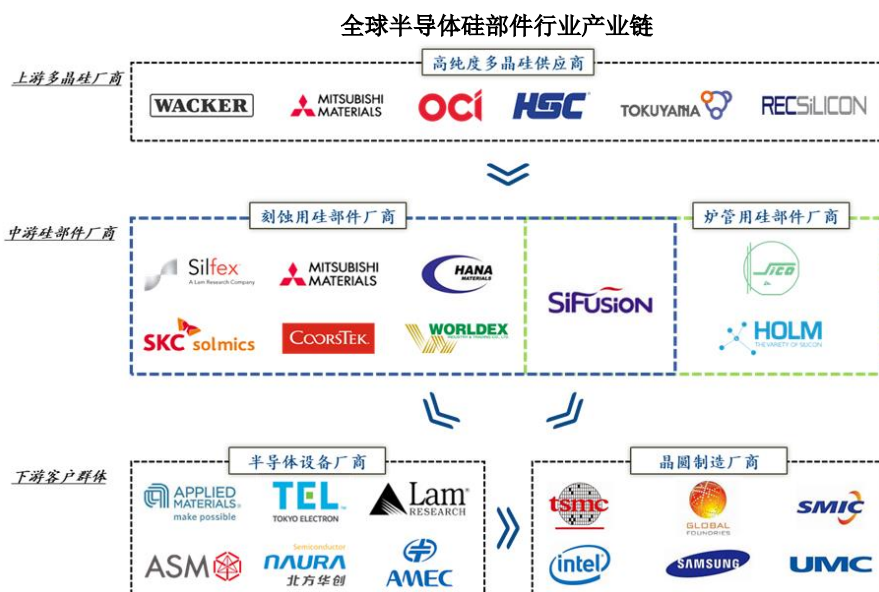 全球半导体硅部件行业产业链
上游多晶硅厂商
高纯度多晶硅供应商
WACKER
MITSUBISHI
MATERIALS
OCI
HSC
TOKUYAMA
RECSILICON
中游硅部件厂商
刻蚀用硅部件厂商
炉管用硅部件厂商
Silfex
A Lam Research Company
MITSUBISHI
MATERIALS
HANA
MATERIALS
SiFUSION
SiCO
SKC solmics
COORSTEK
WORLDEX
INDUSTRY & TRADING CO., LTD.
HOLM
THE VARIETY OF SILICON
下游客户群体
半导体设备厂商
晶圆制造厂商
APPLIED
MATERIALS
make possible
TEL
TOKYO ELECTRON
Lam
RESEARCH
tsmc
GLOBAL
FOUNDRIES
SMIC
ASM
Semiconductor
NAURA
北方华创
AMEC
intel
SAMSUNG
UMC